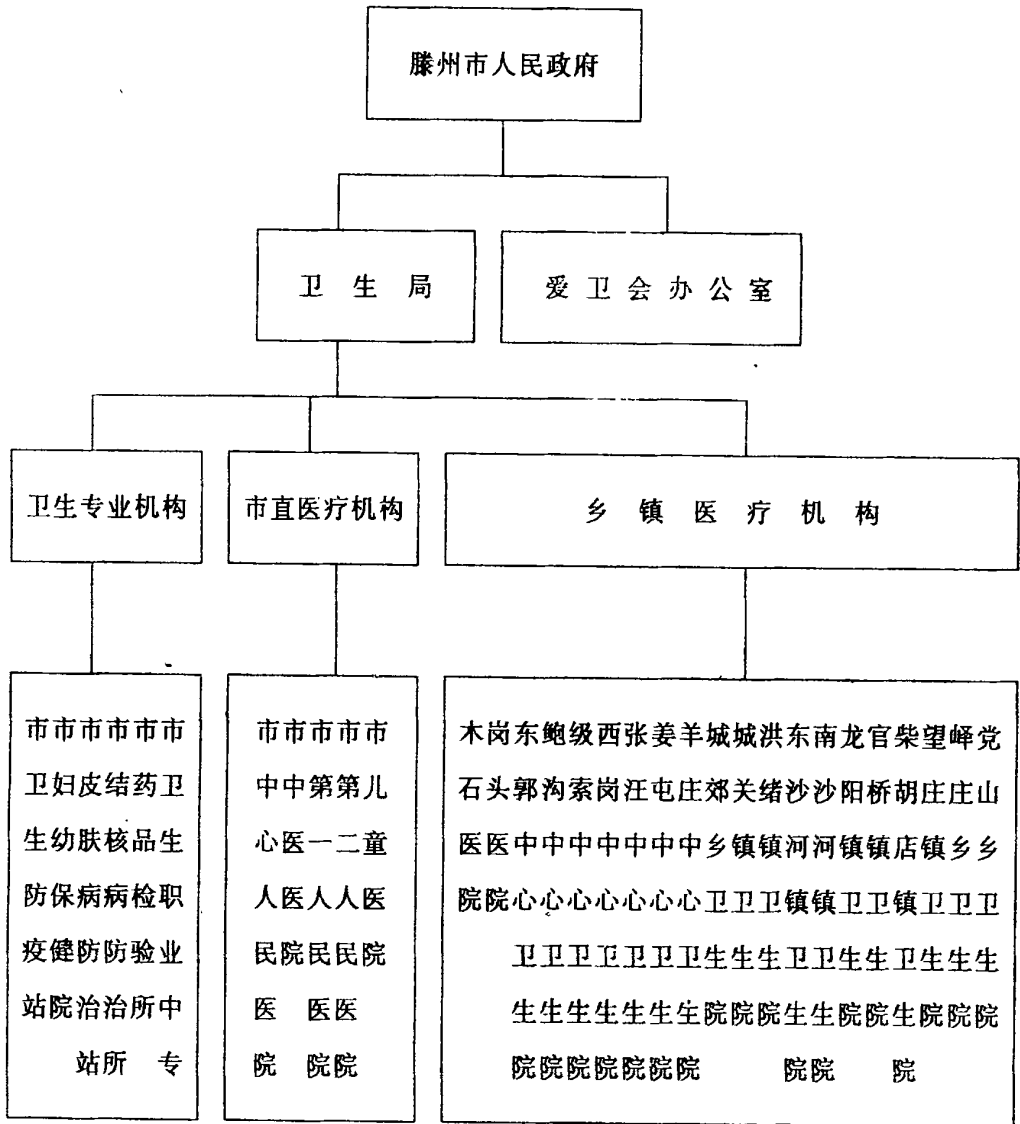 滕州市人民政府
卫生局
爱卫会办公室
卫生专业机构
市直医疗机构
乡镇医疗机构
市卫生防疫站
市妇幼保健院
市皮肤病防治站
市结核病防治所
市药品检验所
市卫生职业中专
市中心人民医院
市中医医院
市第一人民医院
市第二人民医院
市儿童医院
木石医院
岗头医院
东郭中心卫生院
鲍沟中心卫生院
级索中心卫生院
西岗中心卫生院
张汪中心卫生院
姜屯中心卫生院
羊庄中心卫生院
城郊乡卫生院
城关镇卫生院
洪绪镇卫生院
东沙河镇卫生院
南沙河镇卫生院
龙阳镇卫生院
官桥镇卫生院
柴胡店镇卫生院
望庄镇卫生院
峄庄乡卫生院
党山乡卫生院